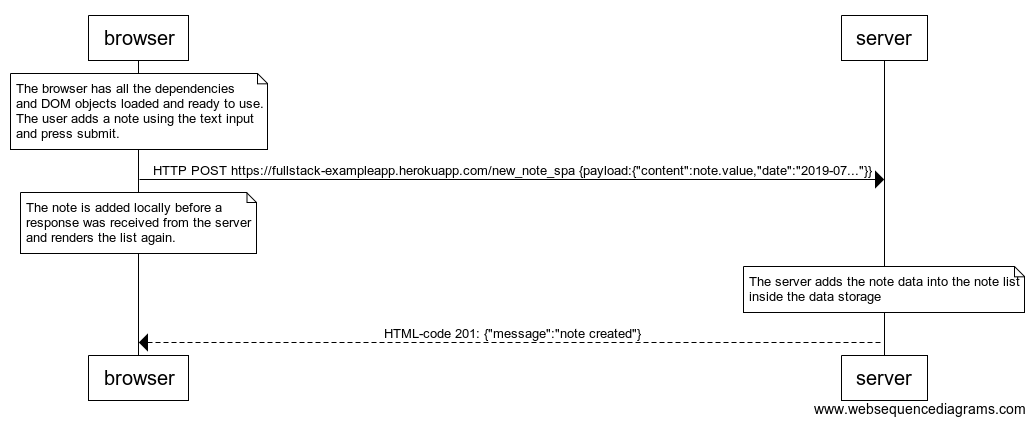 browser
server
The browser has all the dependencies
and DOM objects loaded and ready to use.
The user adds a note using the text input
and press submit.
HTTP POST https://fullstack-exampleapp.herokuapp.com/new_note_spa {payload:{"content":note.value,"date":"2019-07..."}}
The note is added locally before a
response was received from the server
and renders the list again.
The server adds the note data into the note list
inside the data storage
HTML-code 201: {"message":"note created"}
browser
server
www.websequencediagrams.com